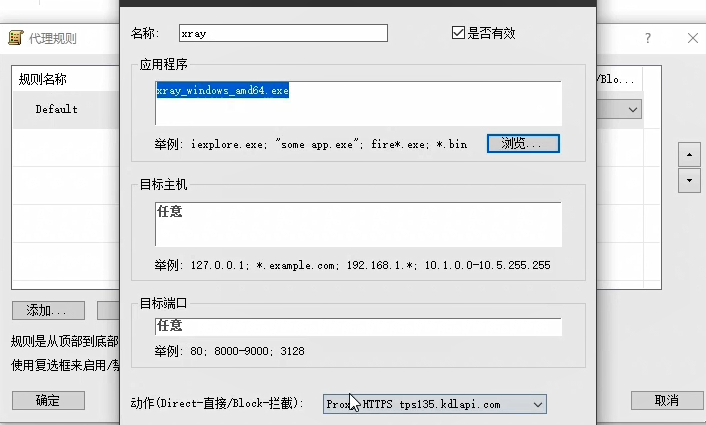 名称:
xray
是否有效
代理规则
?
规则名称
应用程序
/Blo...
xray_windows_amd64.exe
Default
举例: iexplore.exe; "some app.exe"; fire*.exe; *.bin
浏览...
目标主机
任意
举例: 127.0.0.1; *.example.com; 192.168.1.*; 10.1.0.0-10.5.255.255
目标端口
添加...
任意
规则是从顶部到底部
举例: 80; 8000-9000; 3128
使用复选框来启用/
确定
动作(Direct-直接/Block-拦截):
Proxy HTTPS tps135.kdlapi.com
取消